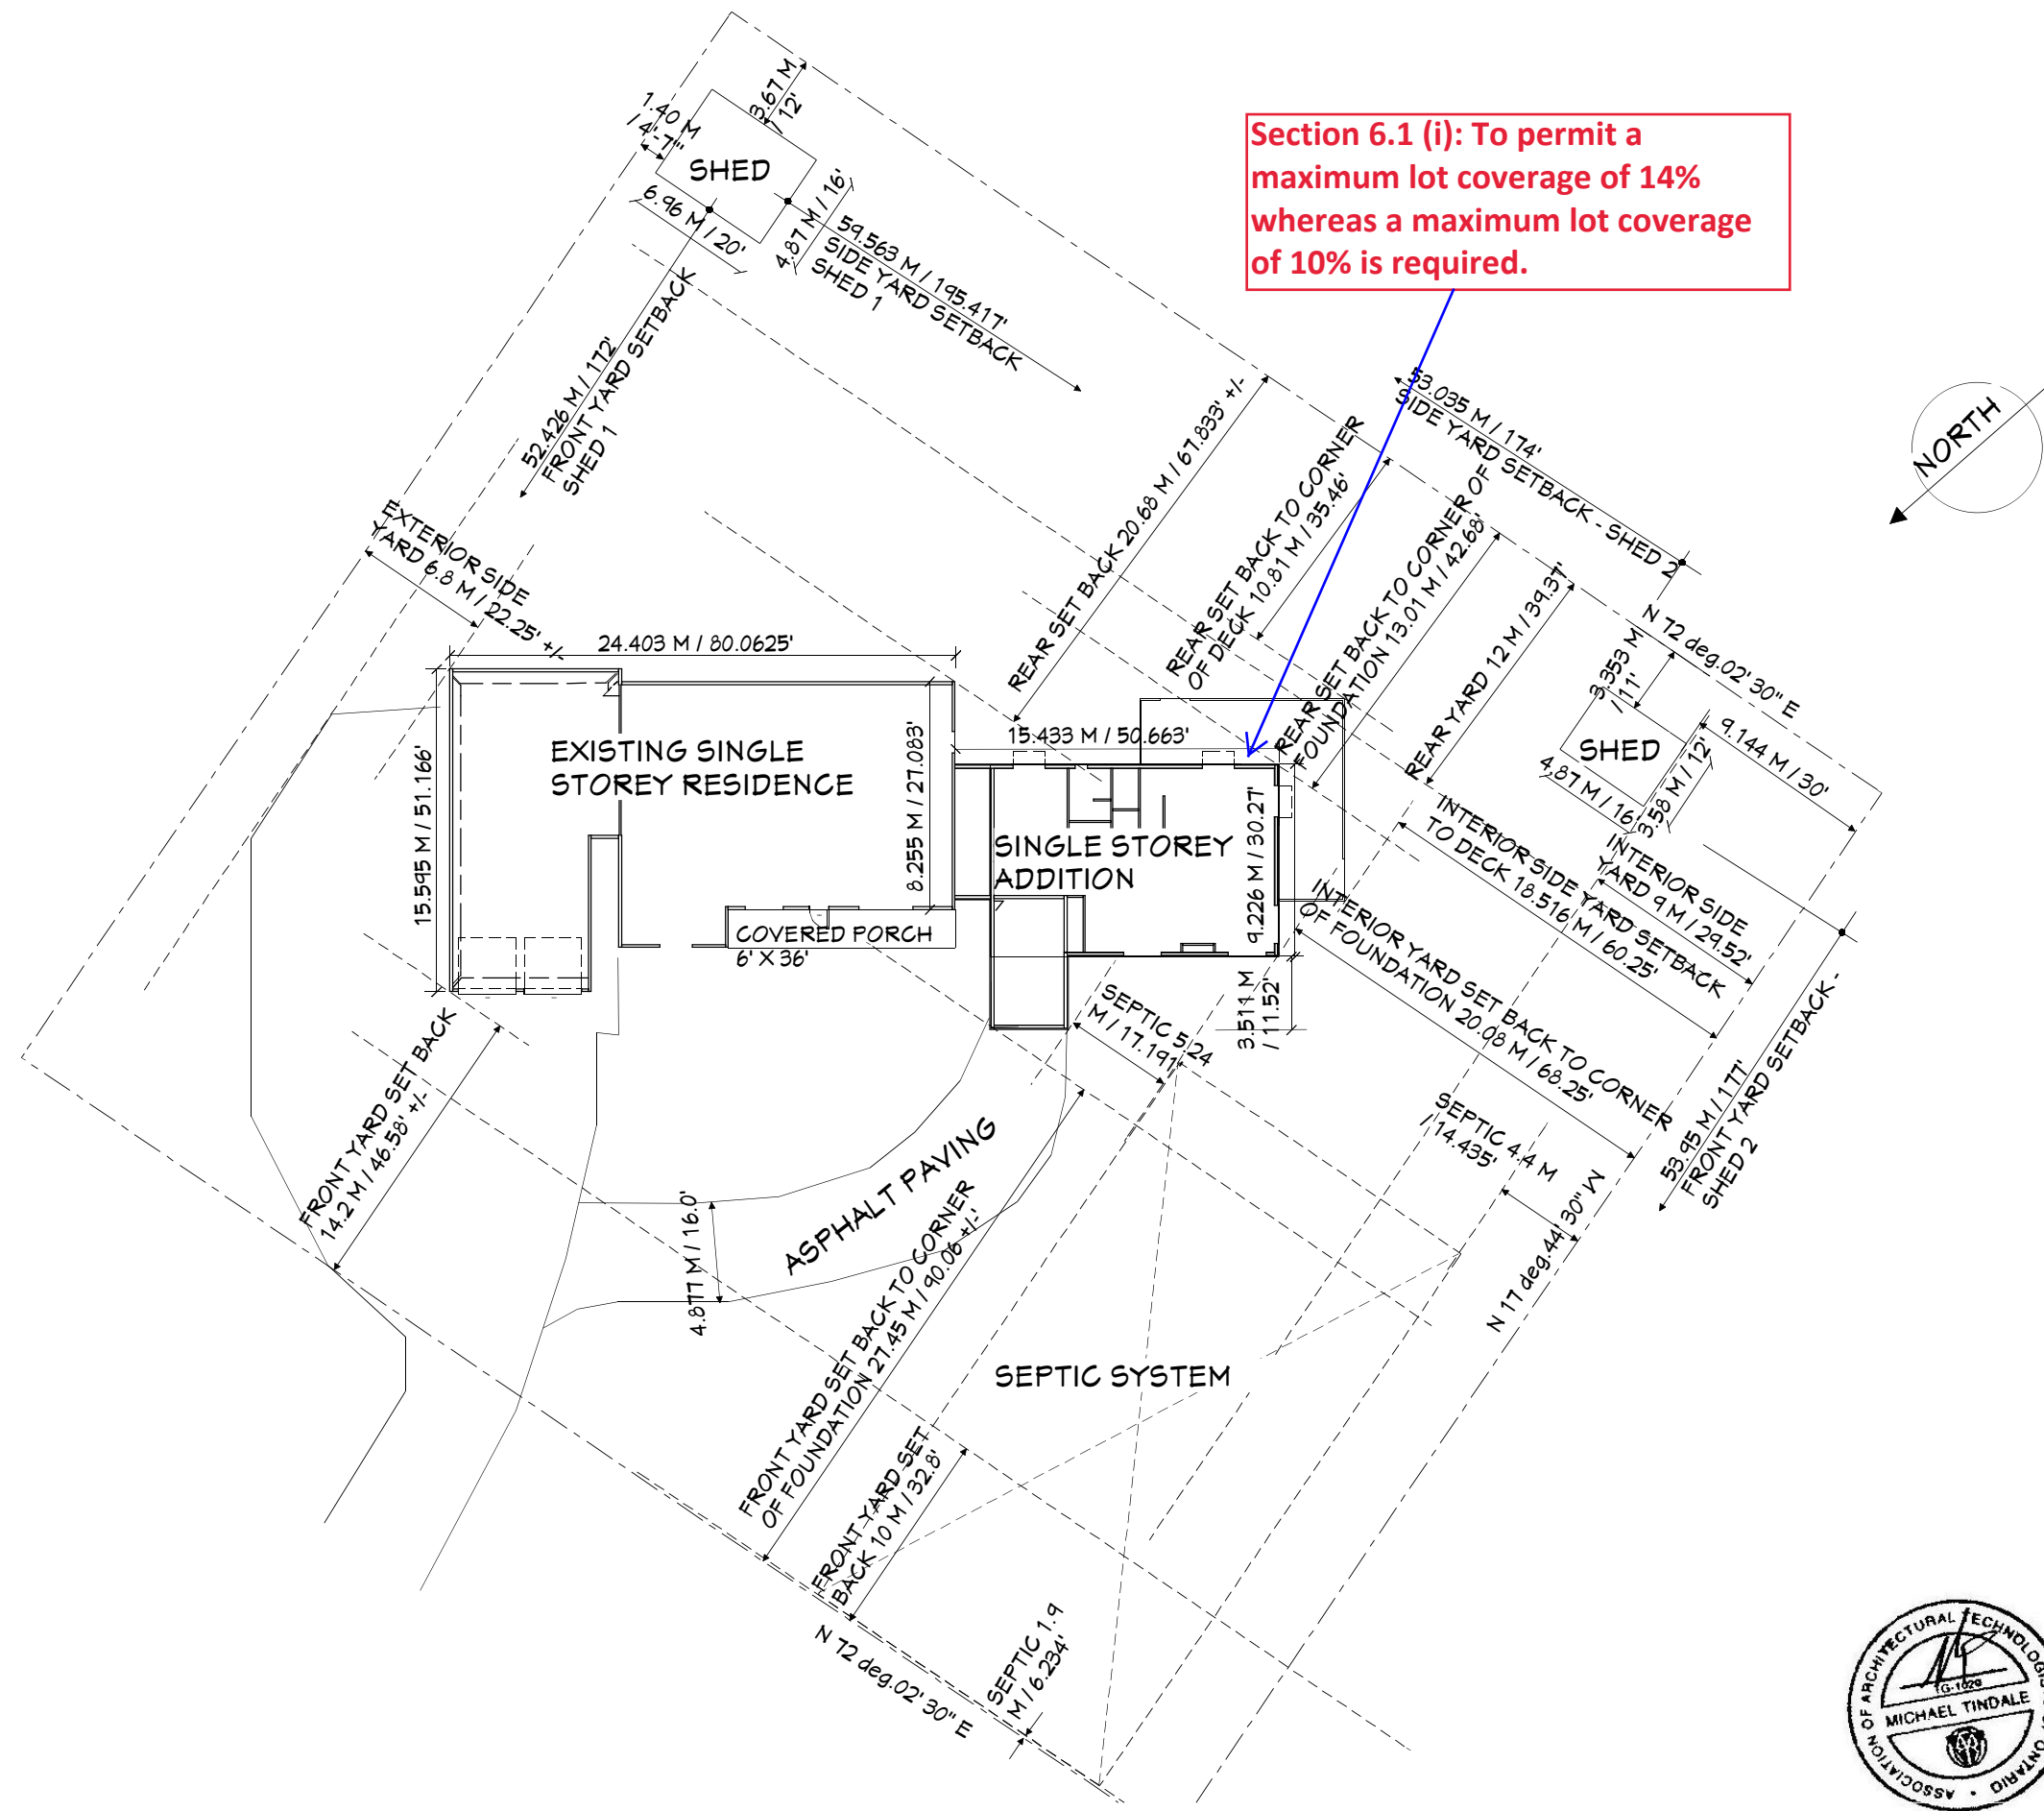 1.40 M
/ 4'-7"
3.67 M
/ 12'
SHED
6.96 M / 20'
4.87 M / 16'
59.563 M / 195.417'
SIDE YARD SETBACK
SHED 1
52.426 M / 172'
FRONT YARD SETBACK
SHED 1
Section 6.1 (i): To permit a
maximum lot coverage of 14%
whereas a maximum lot coverage
of 10% is required.
NORTH
53.035 M / 174'
SIDE YARD SETBACK - SHED 2
EXTERIOR SIDE
YARD 6.8 M / 22.25' +/-
24.403 M / 80.0625'
REAR SET BACK 20.68 M / 67.833' +/-
REAR SET BACK TO CORNER
OF DECK 10.81 M / 35.46'
REAR SET BACK TO CORNER OF
FOUNDATION 13.01 M / 42.68'
REAR YARD 12 M / 39.37'
N 72 deg.02' 30" E
3.353 M
/ 11'
SHED
9.144 M / 30'
4.87 M / 16'
3.58 M / 12'
15.595 M / 51.166'
EXISTING SINGLE
STOREY RESIDENCE
8.255 M / 27.083'
15.433 M / 50.663'
SINGLE STOREY
ADDITION
9.226 M / 30.27'
COVERED PORCH
6' X 36'
INTERIOR SIDE YARD SETBACK
TO DECK 18.516 M / 60.25'
INTERIOR SIDE
YARD 9 M / 29.52'
INTERIOR YARD SET BACK TO CORNER
OF FOUNDATION 20.08 M / 68.25'
3.511 M
/ 11.52'
SEPTIC 5.24
M / 17.191'
SEPTIC 4.4 M
/ 14.435'
53.95 M / 177'
FRONT YARD SETBACK -
SHED 2
N 17 deg.44' 30" W
FRONT YARD SET BACK
14.2 M / 46.58' +/-
4.877 M / 16.0'
ASPHALT PAVING
FRONT YARD SET BACK TO CORNER
OF FOUNDATION 27.45 M / 90.06 +/-'
SEPTIC SYSTEM
FRONT YARD SET
BACK 10 M / 32.8'
N 72 deg.02' 30" E
SEPTIC 1.9
M / 6.234'
ASSOCIATION OF ARCHITECTURAL
ONTARIO
MICHAEL TINDALE